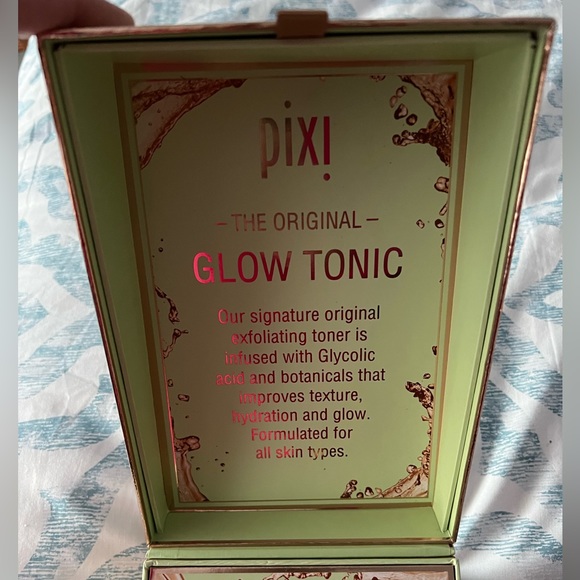 pixi
– THE ORIGINAL –
GLOW TONIC
Our signature original
exfoliating toner is
infused with Glycolic
acid and botanicals that
improves texture,
hydration and glow.
Formulated for
all skin types.